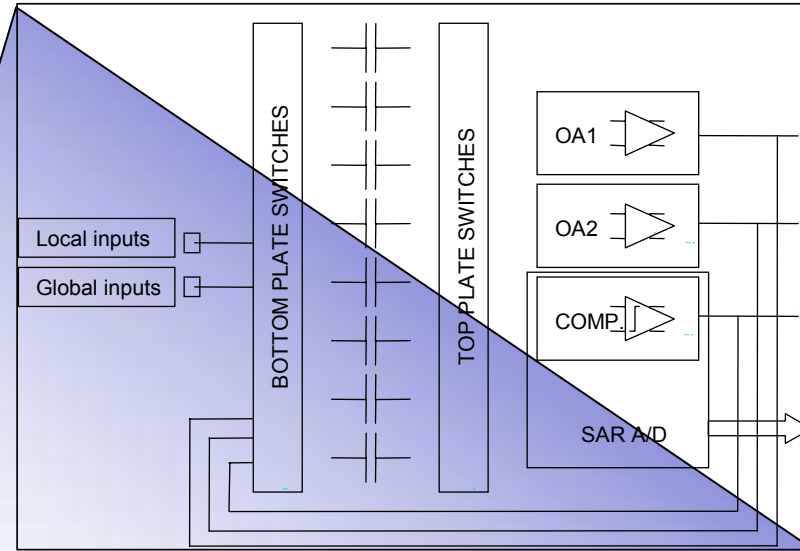 Local inputs
Global inputs
BOTTOM PLATE SWITCHES
TOP PLATE SWITCHES
OA1
OA2
COMP.
SAR A/D